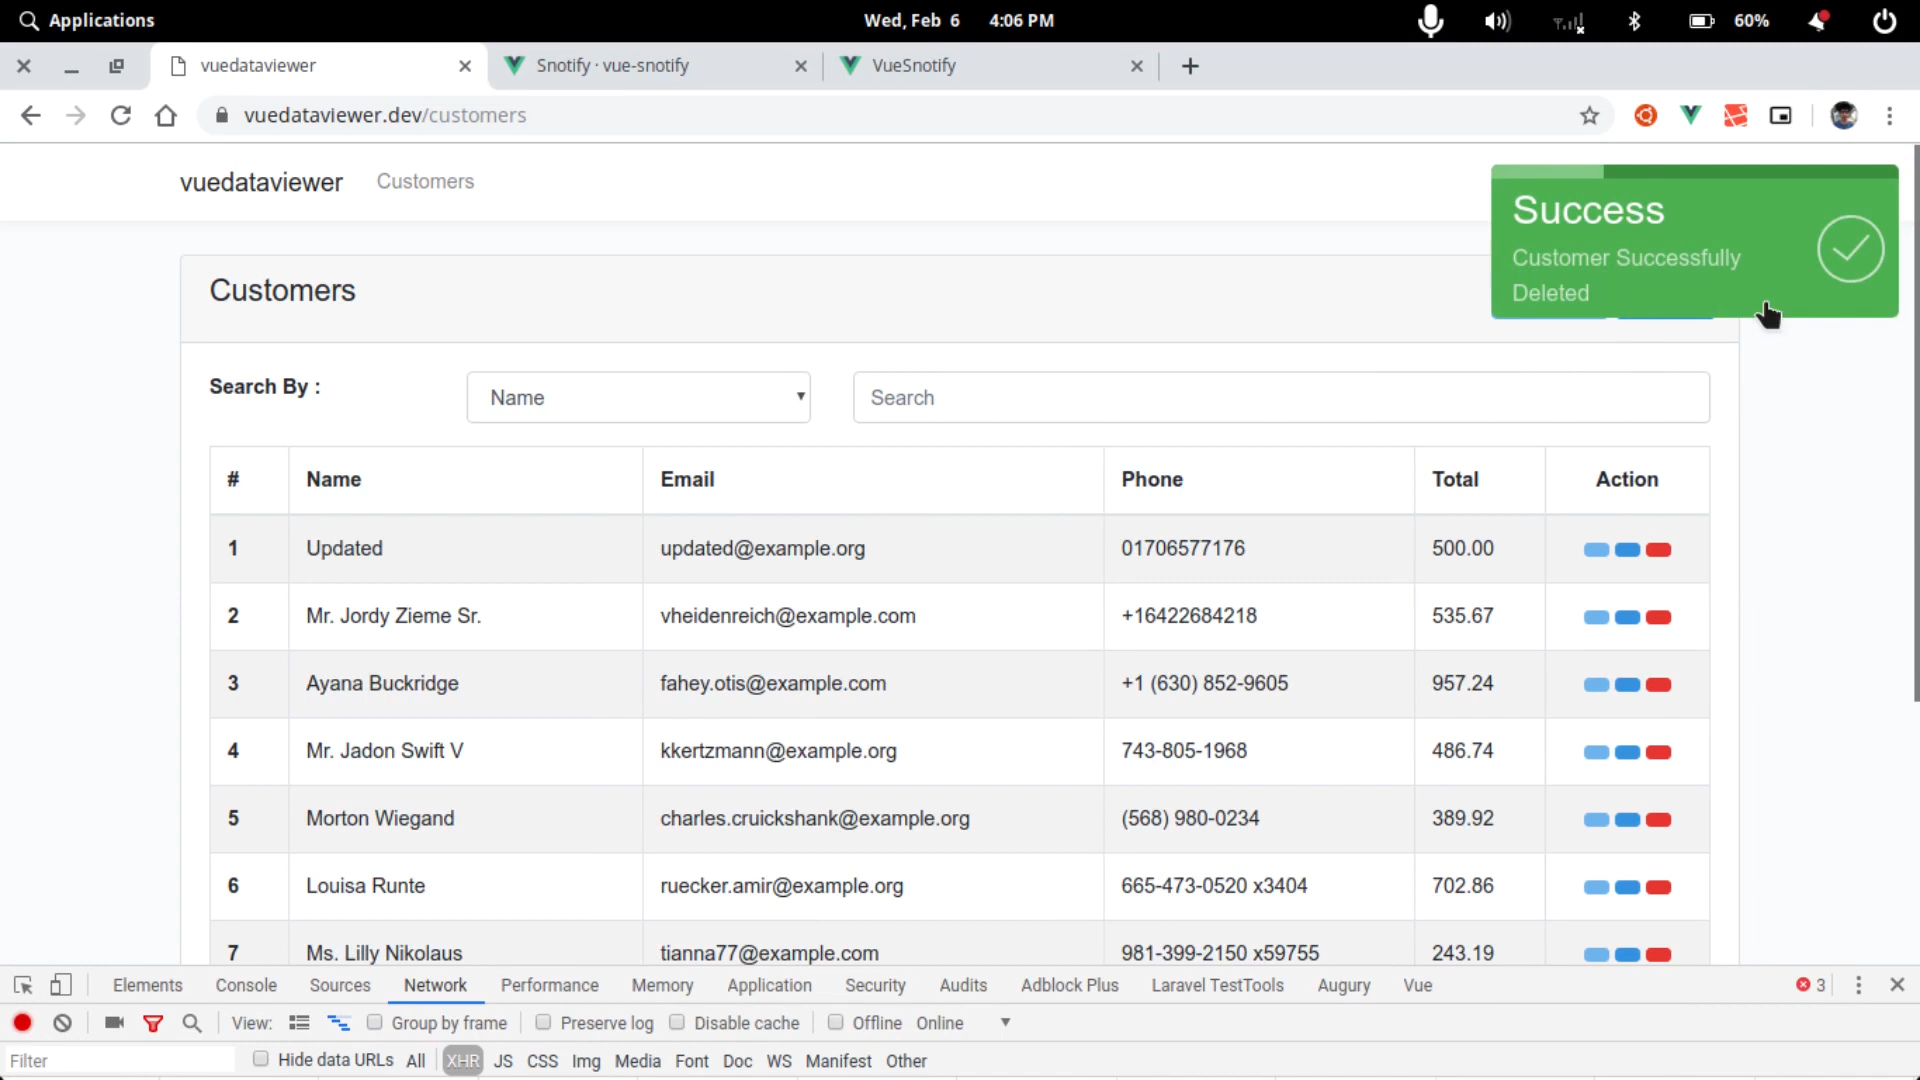 Applications Wed, Feb 6 4:06 PM 60%
vuedataviewer Snotify · vue-snotify VueSnotify
vuedataviewer.dev/customers
vuedataviewer Customers
Success
Customer Successfully
Deleted
Customers
Search By : Name Search
# Name Email Phone Total Action
1 Updated updated@example.org 01706577176 500.00
2 Mr. Jordy Zieme Sr. vheidenreich@example.com +16422684218 535.67
3 Ayana Buckridge fahey.otis@example.com +1 (630) 852-9605 957.24
4 Mr. Jadon Swift V kkertzmann@example.org 743-805-1968 486.74
5 Morton Wiegand charles.cruickshank@example.org (568) 980-0234 389.92
6 Louisa Runte ruecker.amir@example.org 665-473-0520 x3404 702.86
7 Ms. Lilly Nikolaus tianna77@example.com 981-399-2150 x59755 243.19
Elements Console Sources Network Performance Memory Application Security Audits Adblock Plus Laravel TestTools Augury Vue 3
View: Group by frame Preserve log Disable cache Offline Online
Filter Hide data URLs All XHR JS CSS Img Media Font Doc WS Manifest Other